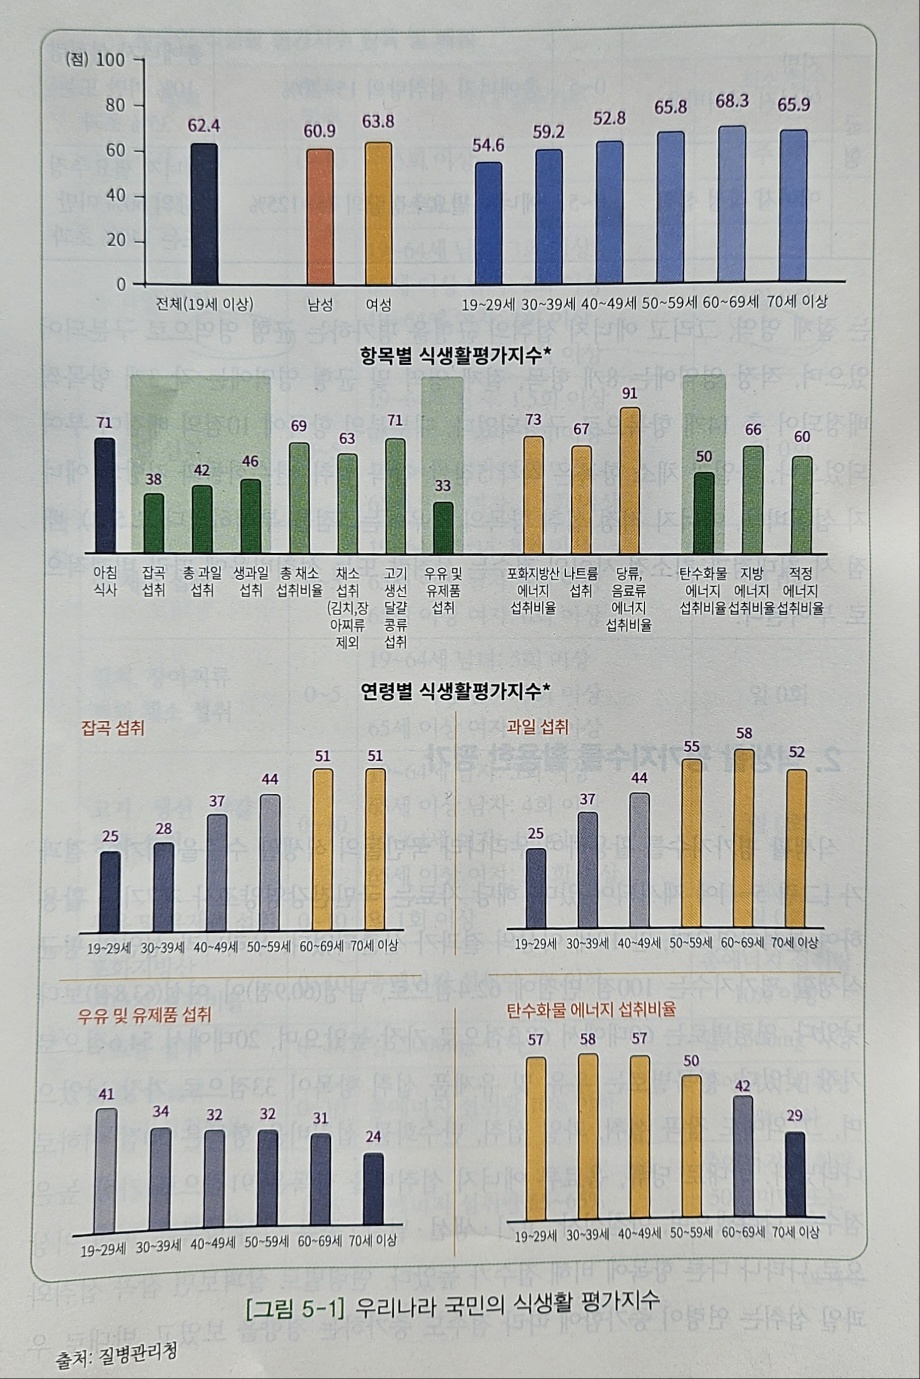 (점) 100
80
60
40
20
0
62.4 60.9 63.8 54.6 59.2 52.8 65.8 68.3 65.9
전체(19세 이상) 남성 여성 19~29세 30~39세 40~49세 50~59세 60~69세 70세 이상
항목별 식생활평가지수*
71 38 42 46 69 63 71 33 73 67 91 50 66 60
아침 잡곡 총 과일 생과일 총 채소 채소 고기 우유 및 포화지방산 나트륨 당류, 탄수화물 지방 적정
식사 섭취 섭취 섭취 섭취비율 섭취 생선 유제품 에너지 섭취 음료류 에너지 에너지 에너지
(김치,장 달걀 섭취 섭취비율 에너지 섭취비율 섭취비율 섭취비율
아찌류 콩류 섭취비율
제외 섭취
연령별 식생활평가지수*
잡곡 섭취
25 28 37 44 51 51
19~29세 30~39세 40~49세 50~59세 60~69세 70세 이상
과일 섭취
25 37 44 55 58 52
19~29세 30~39세 40~49세 50~59세 60~69세 70세 이상
우유 및 유제품 섭취
41 34 32 32 31 24
19~29세 30~39세 40~49세 50~59세 60~69세 70세 이상
탄수화물 에너지 섭취비율
57 58 57 50 42 29
19~29세 30~39세 40~49세 50~59세 60~69세 70세 이상
[그림 5-1] 우리나라 국민의 식생활 평가지수
출처: 질병관리청